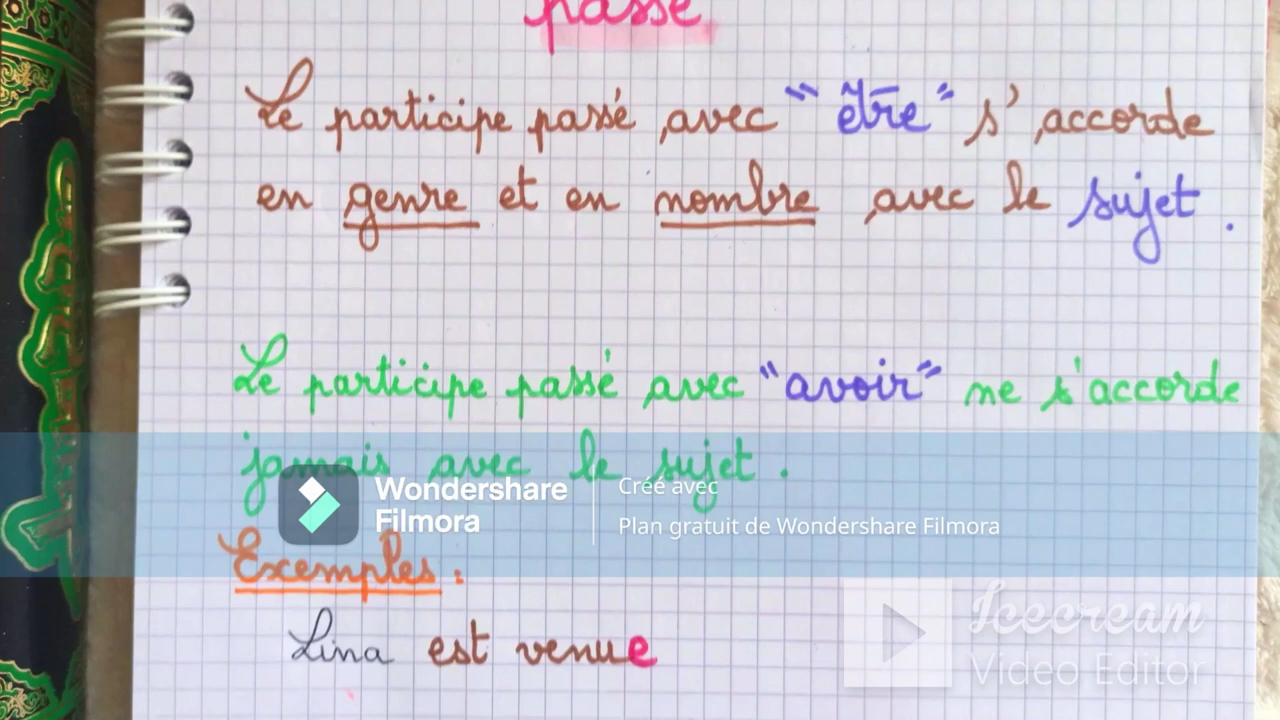 passé
Le participe passé avec "être" s'accorde
en genre et en nombre avec le sujet.
Le participe passé avec "avoir" ne s'accorde
jamais avec le sujet.
Wondershare
Filmora
Créé avec
Plan gratuit de Wondershare Filmora
Exemples:
Lina est venue
Icecream
Video Editor